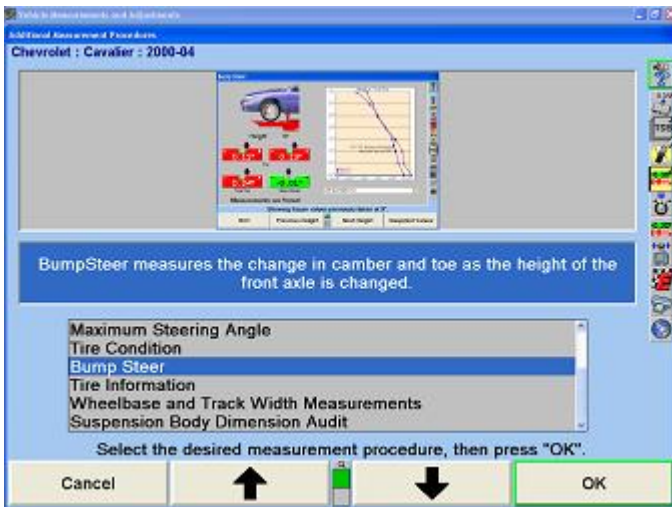 Vehicle Measurements and Adjustments
Additional Measurement Procedures
Chevrolet : Cavalier : 2000-04
Bump Steer
BumpSteer measures the change in camber and toe as the height of the
front axle is changed.
Maximum Steering Angle
Tire Condition
Bump Steer
Tire Information
Wheelbase and Track Width Measurements
Suspension Body Dimension Audit
Select the desired measurement procedure, then press "OK".
Cancel
OK